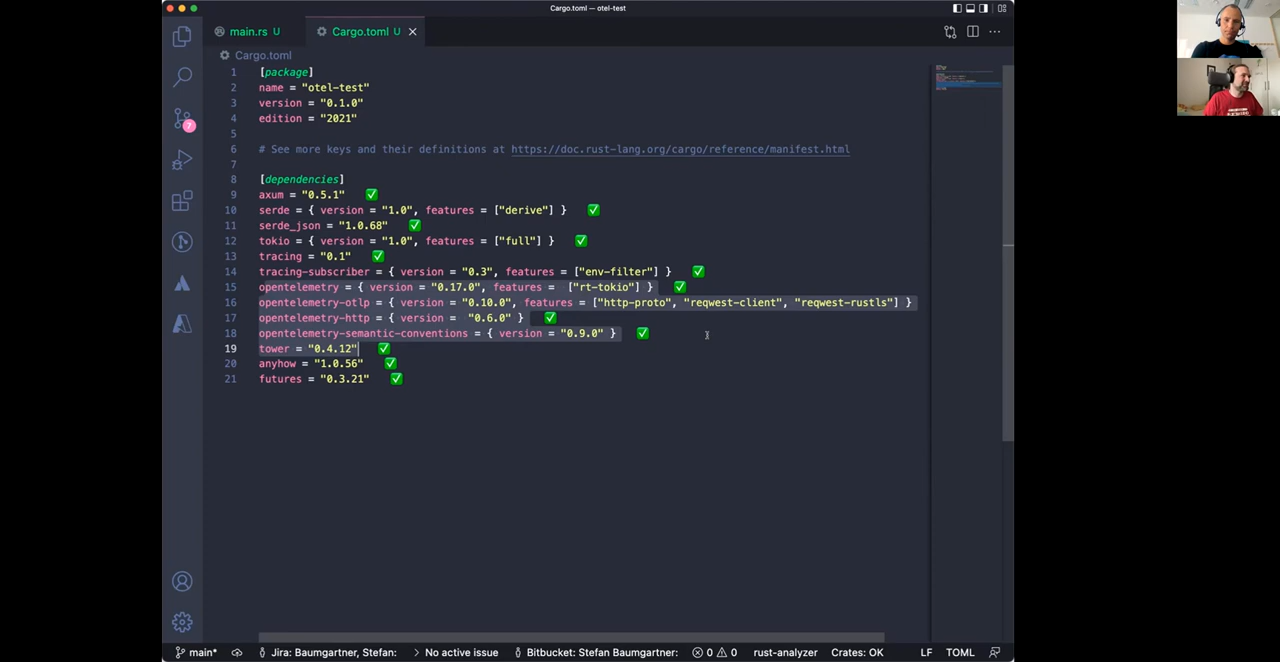 Cargo.toml — otel-test
main.rs U
Cargo.toml U
Cargo.toml
1 [package]
2 name = "otel-test"
3 version = "0.1.0"
4 edition = "2021"
5
6 # See more keys and their definitions at https://doc.rust-lang.org/cargo/reference/manifest.html
7
8 [dependencies]
9 axum = "0.5.1" ✅
10 serde = { version = "1.0", features = ["derive"] } ✅
11 serde_json = "1.0.68" ✅
12 tokio = { version = "1.0", features = ["full"] } ✅
13 tracing = "0.1" ✅
14 tracing-subscriber = { version = "0.3", features = ["env-filter"] } ✅
15 opentelemetry = { version = "0.17.0", features =  ["rt-tokio"] } ✅
16 opentelemetry-otlp = { version = "0.10.0", features = ["http-proto", "reqwest-client", "reqwest-rustls"] }
17 opentelemetry-http = { version =  "0.6.0" } ✅
18 opentelemetry-semantic-conventions = { version = "0.9.0" } ✅
19 tower = "0.4.12" ✅
20 anyhow = "1.0.56" ✅
21 futures = "0.3.21" ✅
7
main* Jira: Baumgartner, Stefan: > No active issue Bitbucket: Stefan Baumgartner: 0 0 rust-analyzer Crates: OK LF TOML